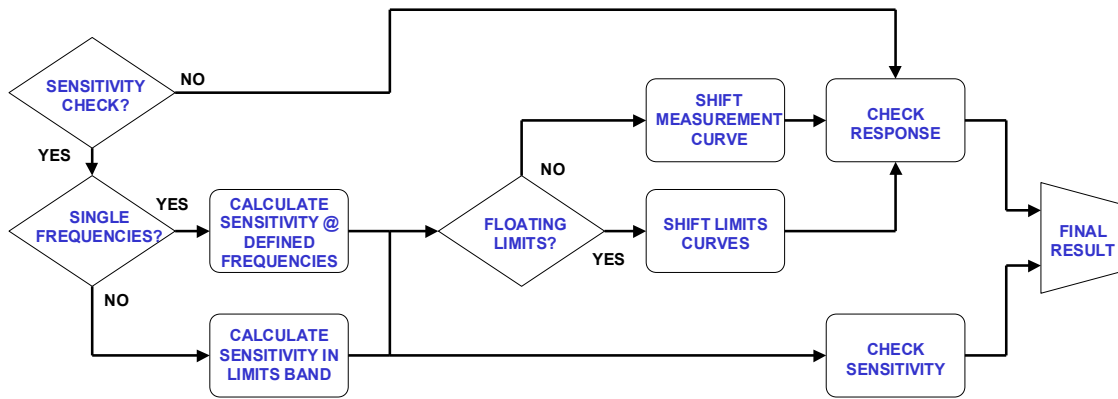 SENSITIVITY
CHECK?
NO
YES
SINGLE
FREQUENCIES?
YES
NO
CALCULATE
SENSITIVITY @
DEFINED
FREQUENCIES
CALCULATE
SENSITIVITY IN
LIMITS BAND
FLOATING
LIMITS?
NO
YES
SHIFT
MEASUREMENT
CURVE
SHIFT LIMITS
CURVES
CHECK
RESPONSE
CHECK
SENSITIVITY
FINAL
RESULT